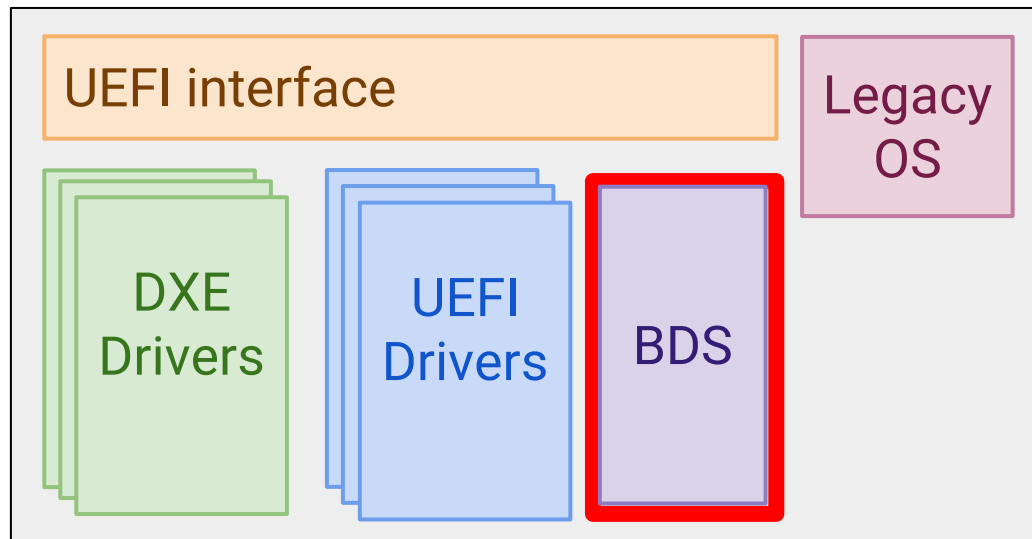 UEFI interface
Legacy
OS
DXE
Drivers
UEFI
Drivers
BDS